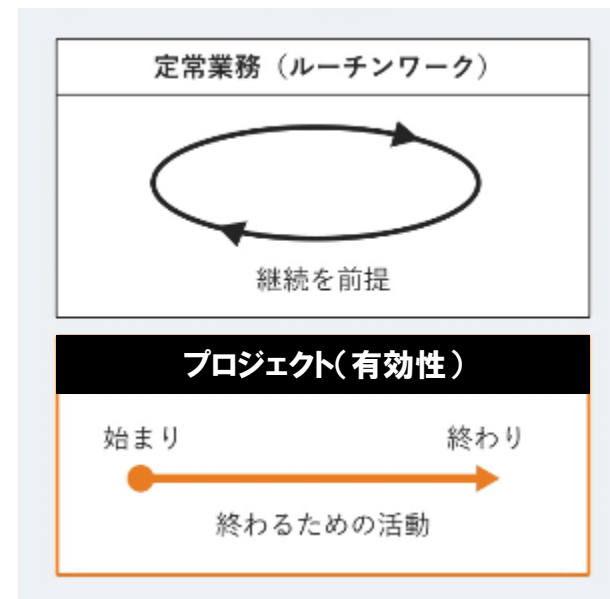 定常業務（ルーチンワーク）
継続を前提
プロジェクト（有効性）
始まり
終わり
終わるための活動